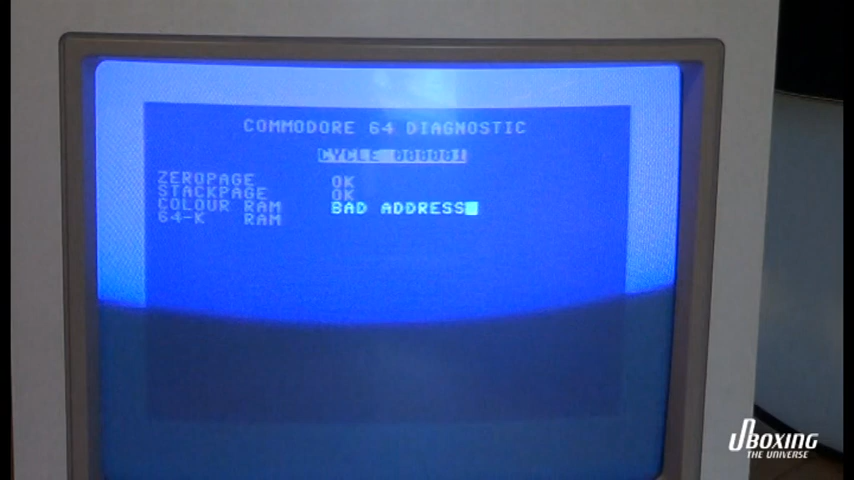 COMMODORE 64 DIAGNOSTIC
CYCLE 000001
ZEROPAGE OK
STACKPAGE OK
COLOUR RAM BAD ADDRESS
64-K RAM
UBOXING
THE UNIVERSE